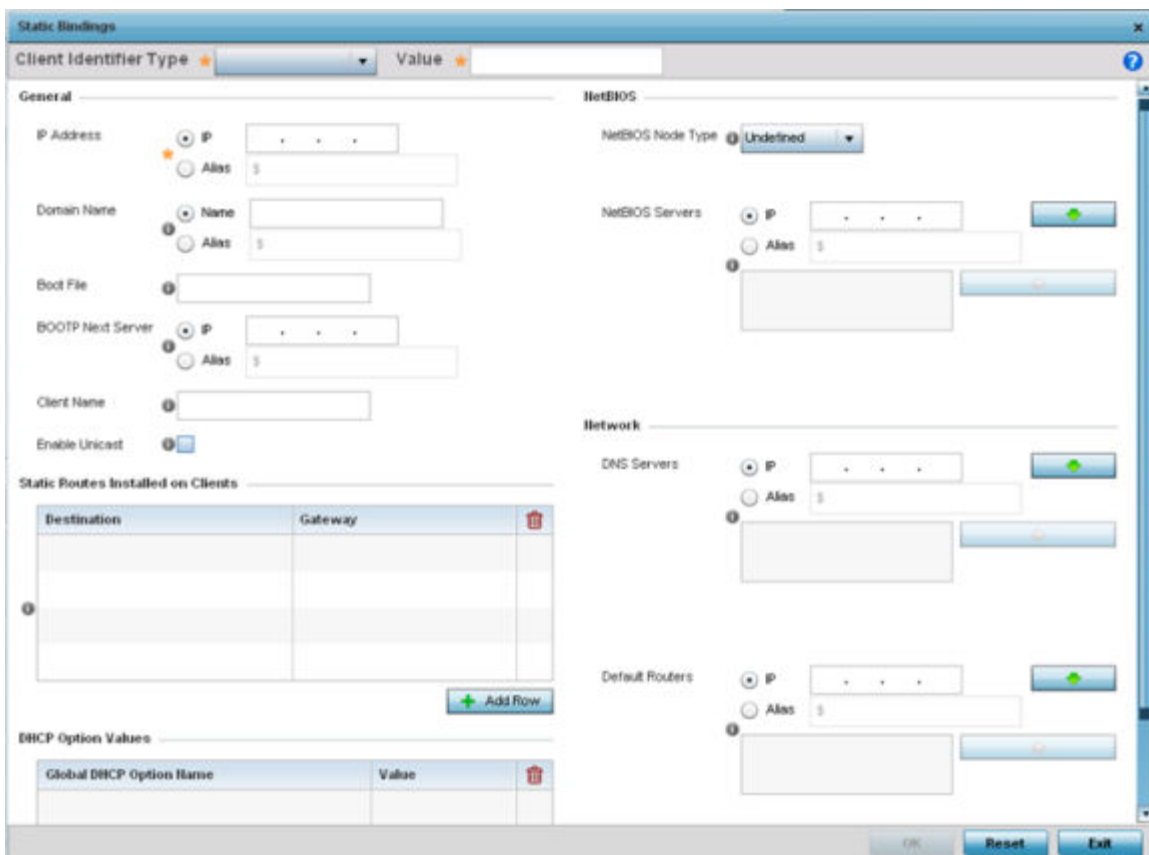 Static Bindings
Client Identifier Type
Value
General
IP Address
IP
. . .
Alias
$
Domain Name
Name
Alias
$
Boot File
BOOTP Next Server
IP
. . .
Alias
$
Client Name
Enable Unicast
Static Routes Installed on Clients
Destination Gateway
Add Row
DHCP Option Values
Global DHCP Option Name Value
NetBIOS
NetBIOS Node Type
Undefined
NetBIOS Servers
IP
. . .
Alias
$
Network
DNS Servers
IP
. . .
Alias
$
Default Routers
IP
. . .
Alias
$
OK Reset Exit